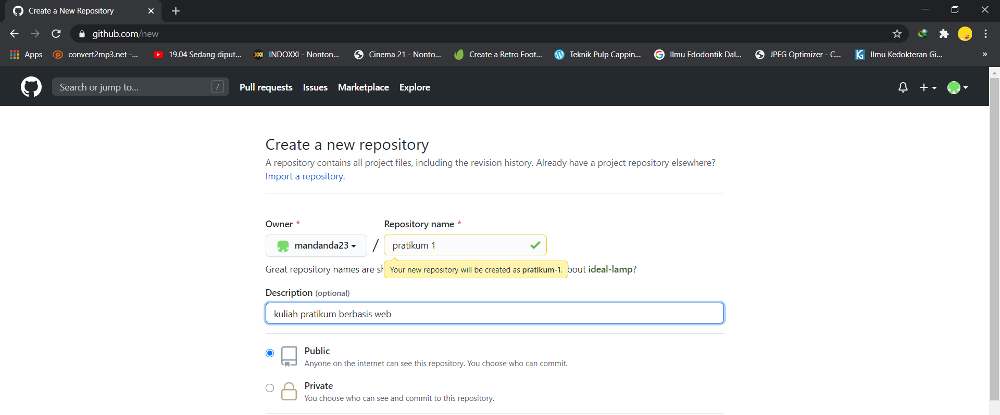 Create a New Repository
github.com/new
Apps convert2mp3.net -... 19.04 Sedang diput... INDOXXI - Nonton... Cinema 21 - Nonto... Create a Retro Foot... Teknik Pulp Cappin... Ilmu Edodontik Dal... JPEG Optimizer - C... Ilmu Kedokteran Gi... »
Search or jump to... / Pull requests Issues Marketplace Explore
Create a new repository
A repository contains all project files, including the revision history. Already have a project repository elsewhere?
Import a repository.
Owner * Repository name *
mandanda23 / pratikum 1
Great repository names are sh
Your new repository will be created as pratikum-1.
bout ideal-lamp?
Description (optional)
kuliah pratikum berbasis web
Public
Anyone on the internet can see this repository. You choose who can commit.
Private
You choose who can see and commit to this repository.